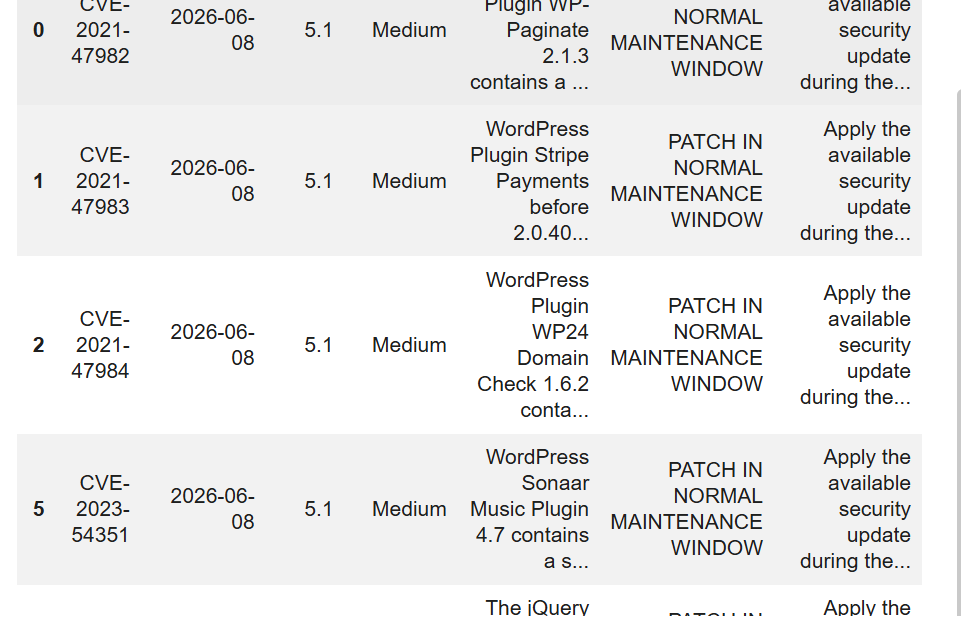 0
CVE-
2021-
47982
2026-06-
08
5.1
Medium
Plugin WP-
Paginate
2.1.3
contains a ...
NORMAL
MAINTENANCE
WINDOW
available
security
update
during the...
1
CVE-
2021-
47983
2026-06-
08
5.1
Medium
WordPress
Plugin Stripe
Payments
before
2.0.40...
PATCH IN
NORMAL
MAINTENANCE
WINDOW
Apply the
available
security
update
during the...
2
CVE-
2021-
47984
2026-06-
08
5.1
Medium
WordPress
Plugin
WP24
Domain
Check 1.6.2
conta...
PATCH IN
NORMAL
MAINTENANCE
WINDOW
Apply the
available
security
update
during the...
5
CVE-
2023-
54351
2026-06-
08
5.1
Medium
WordPress
Sonaar
Music Plugin
4.7 contains
a s...
PATCH IN
NORMAL
MAINTENANCE
WINDOW
Apply the
available
security
update
during the...
The jQuery
PATCH IN
Apply the